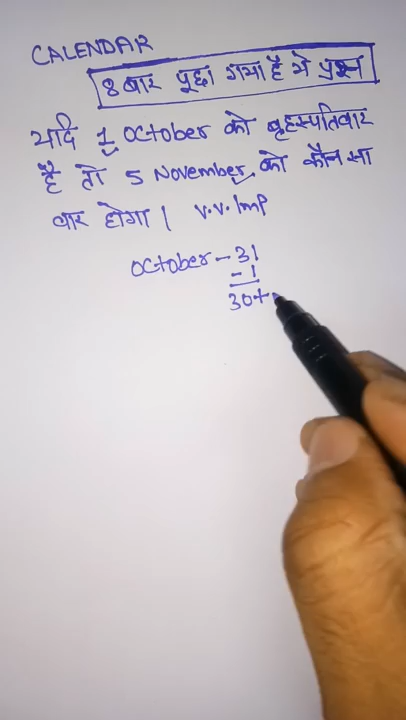 CALENDAR
8 बार पूछा गया है ये प्रश्न
यदि 1 October को बृहस्पतिवार
है तो 5 November को कौन सा
वार होगा | v.v. Imp
October - 31
- 1
30+